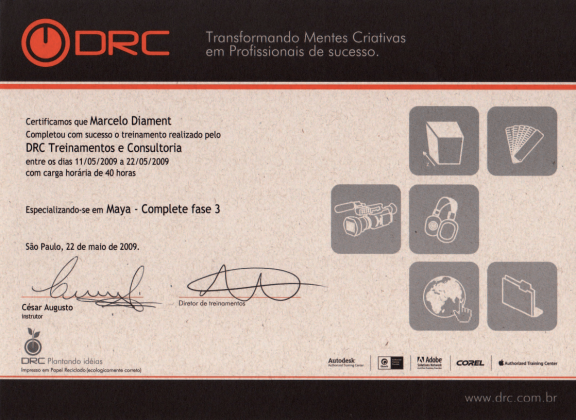 DRC
Transformando Mentes Criativas
em Profissionais de sucesso.
Certificamos que Marcelo Diament
Completou com sucesso o treinamento realizado pelo
DRC Treinamentos e Consultoria
entre os dias 11/05/2009 a 22/05/2009
com carga horária de 40 horas
Especializando-se em Maya - Complete fase 3
São Paulo, 22 de maio de 2009.
César Augusto
Instrutor
Diretor de treinamentos
DRC Plantando idéias
Impresso em Papel Reciclado (ecologicamente correto)
Autodesk
Authorized Training Center
Adobe
COREL
Authorized Training Center
www.drc.com.br